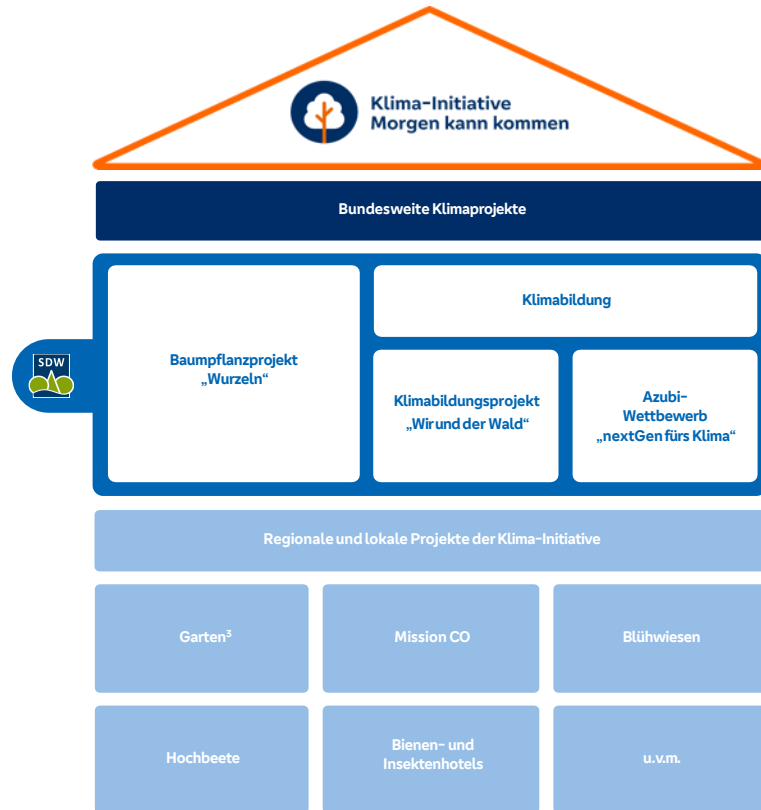 Klima-Initiative
Morgen kann kommen
Bundesweite Klimaprojekte
SDW
Baumpflanzprojekt
„Wurzeln“
Klimabildung
Klimabildungsprojekt
„Wir und der Wald“
Azubi-
Wettbewerb
„nextGen fürs Klima“
Regionale und lokale Projekte der Klima-Initiative
Garten³
Mission CO
Blühwiesen
Hochbeete
Bienen- und
Insektenhotels
u.v.m.